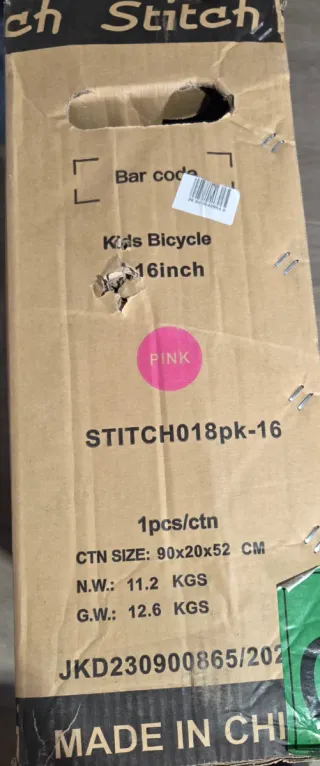 ch Stitch
Bar code
Kids Bicycle
16inch
PINK
STITCH018pk-16
1pcs/ctn
CTN SIZE: 90x20x52 CM
N.W.: 11.2 KGS
G.W.: 12.6 KGS
JKD230900865/202
MADE IN CHI